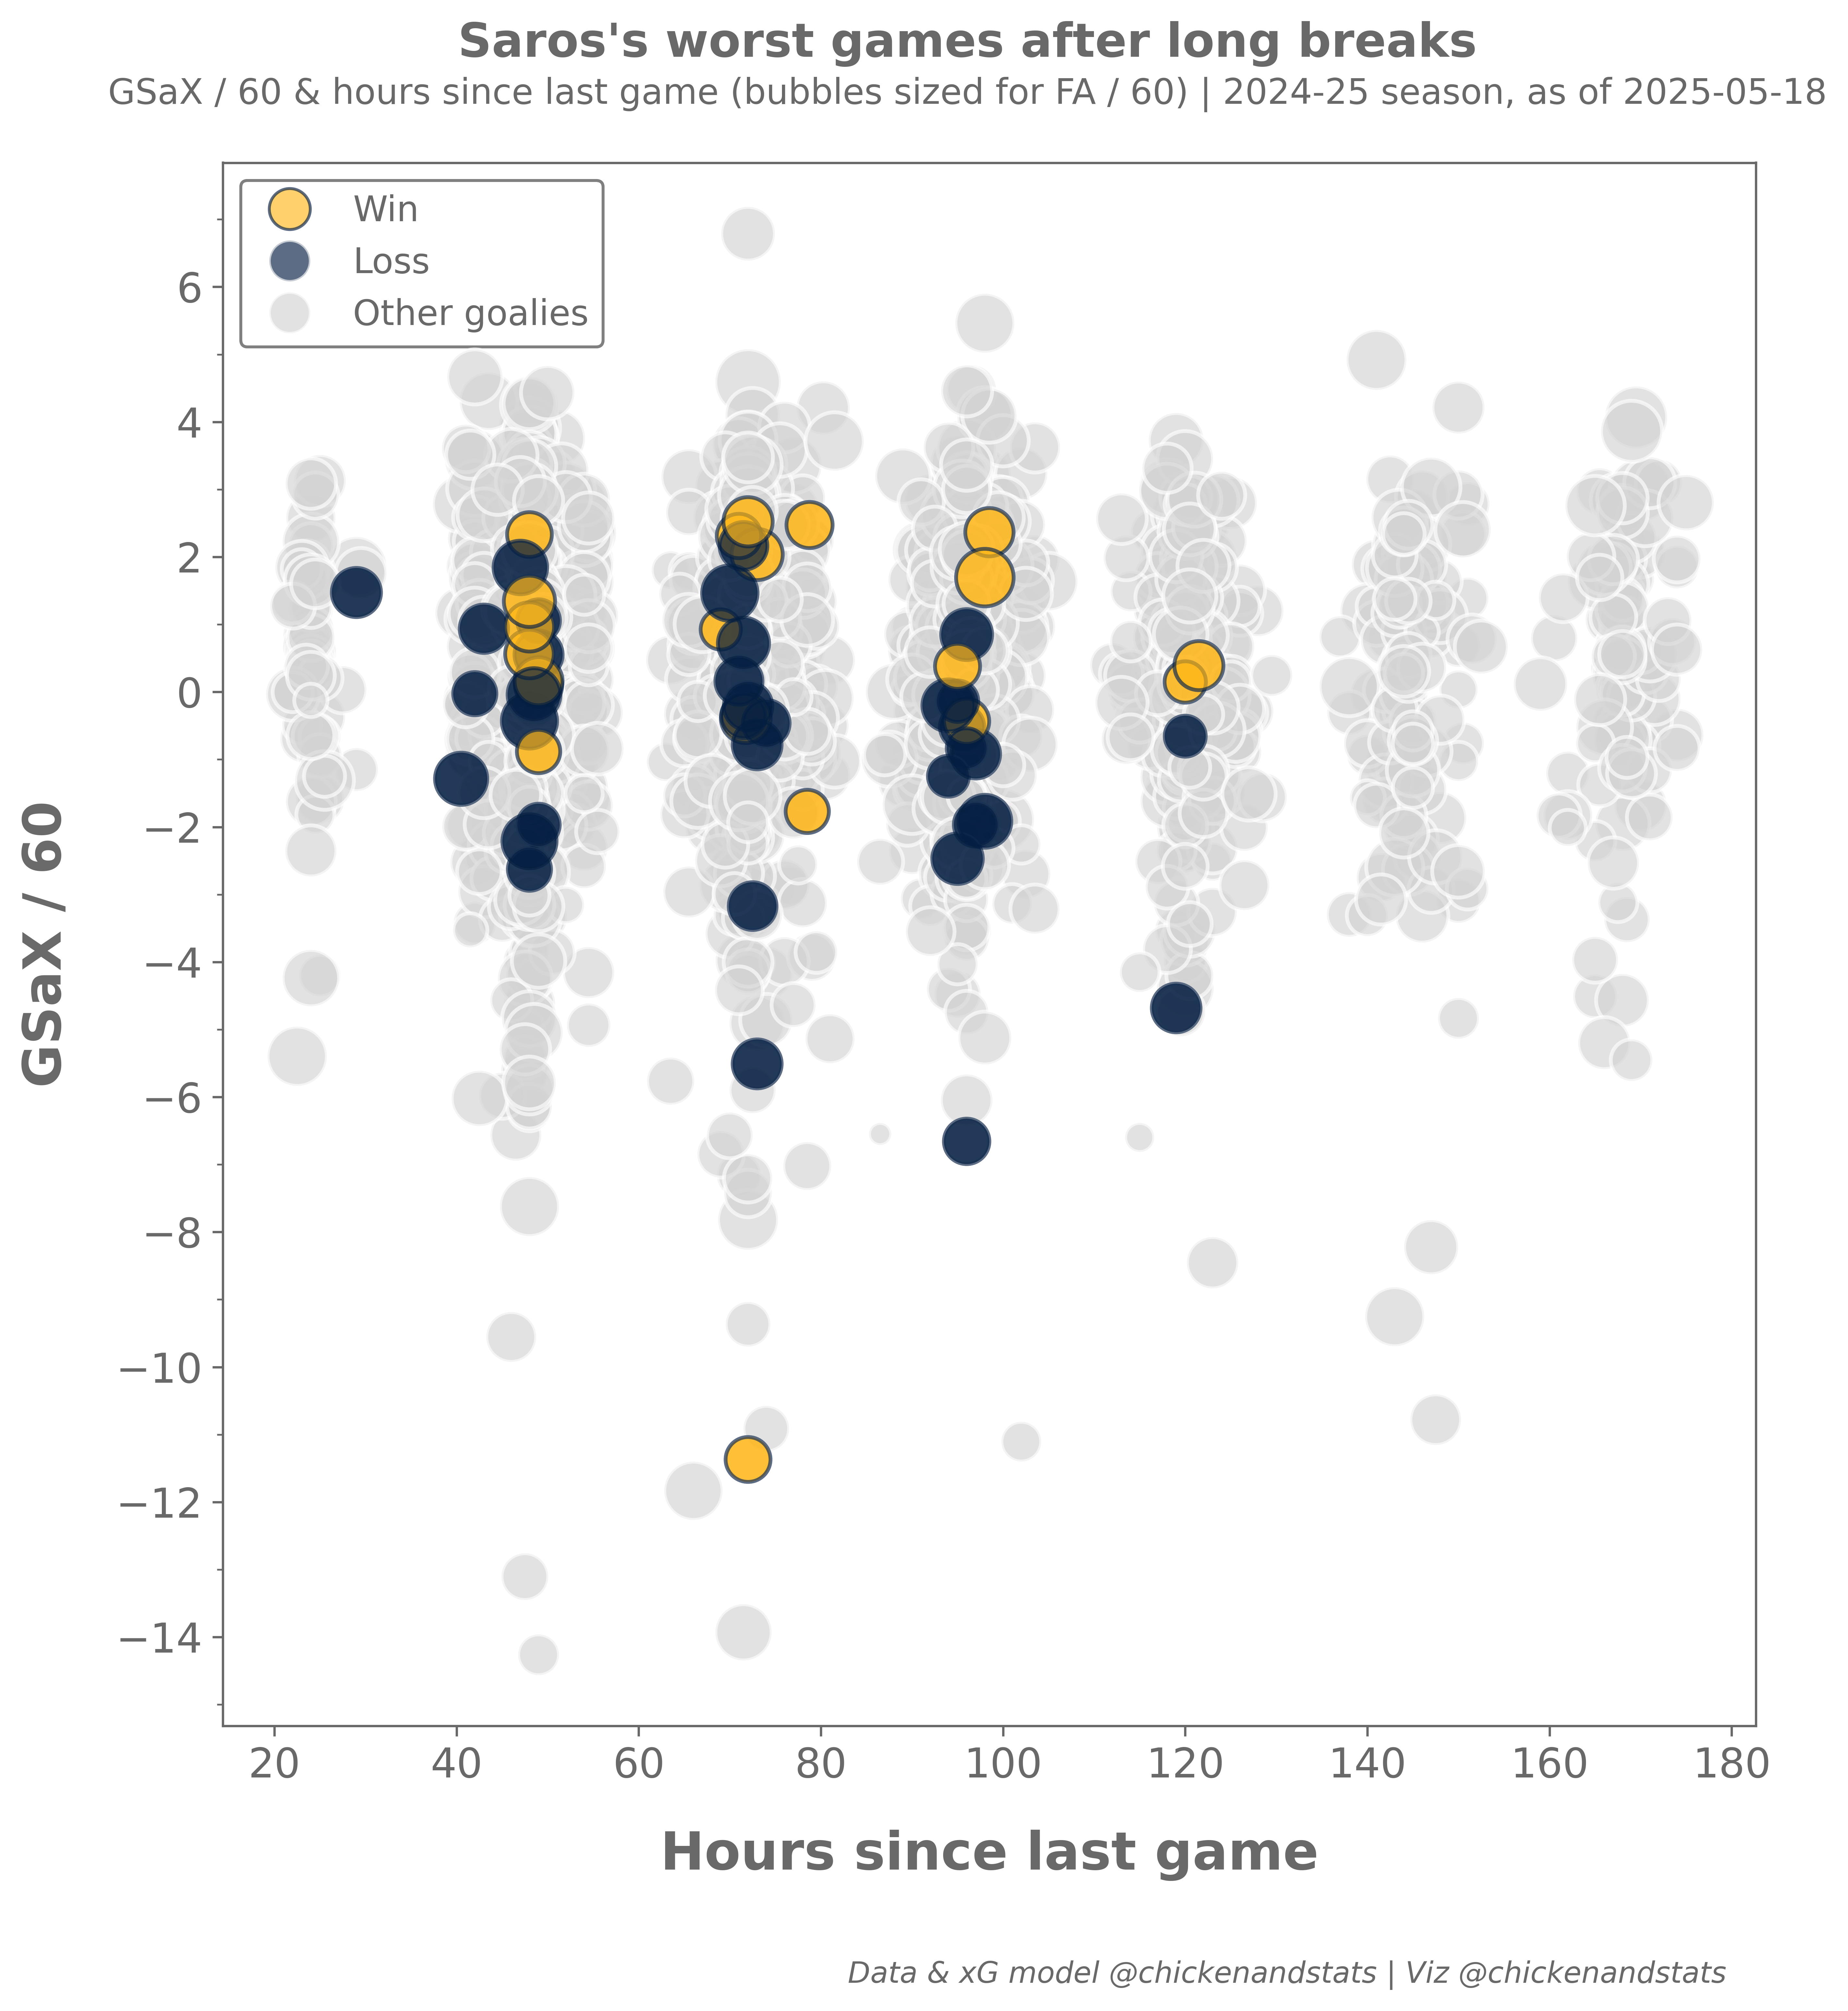 Saros's worst games after long breaks
GSaX / 60 & hours since last game (bubbles sized for FA / 60) | 2024-25 season, as of 2025-05-18
Win
Loss
Other goalies
6
4
2
0
−2
−4
−6
−8
−10
−12
−14
GSaX / 60
20 40 60 80 100 120 140 160 180
Hours since last game
Data & xG model @chickenandstats | Viz @chickenandstats